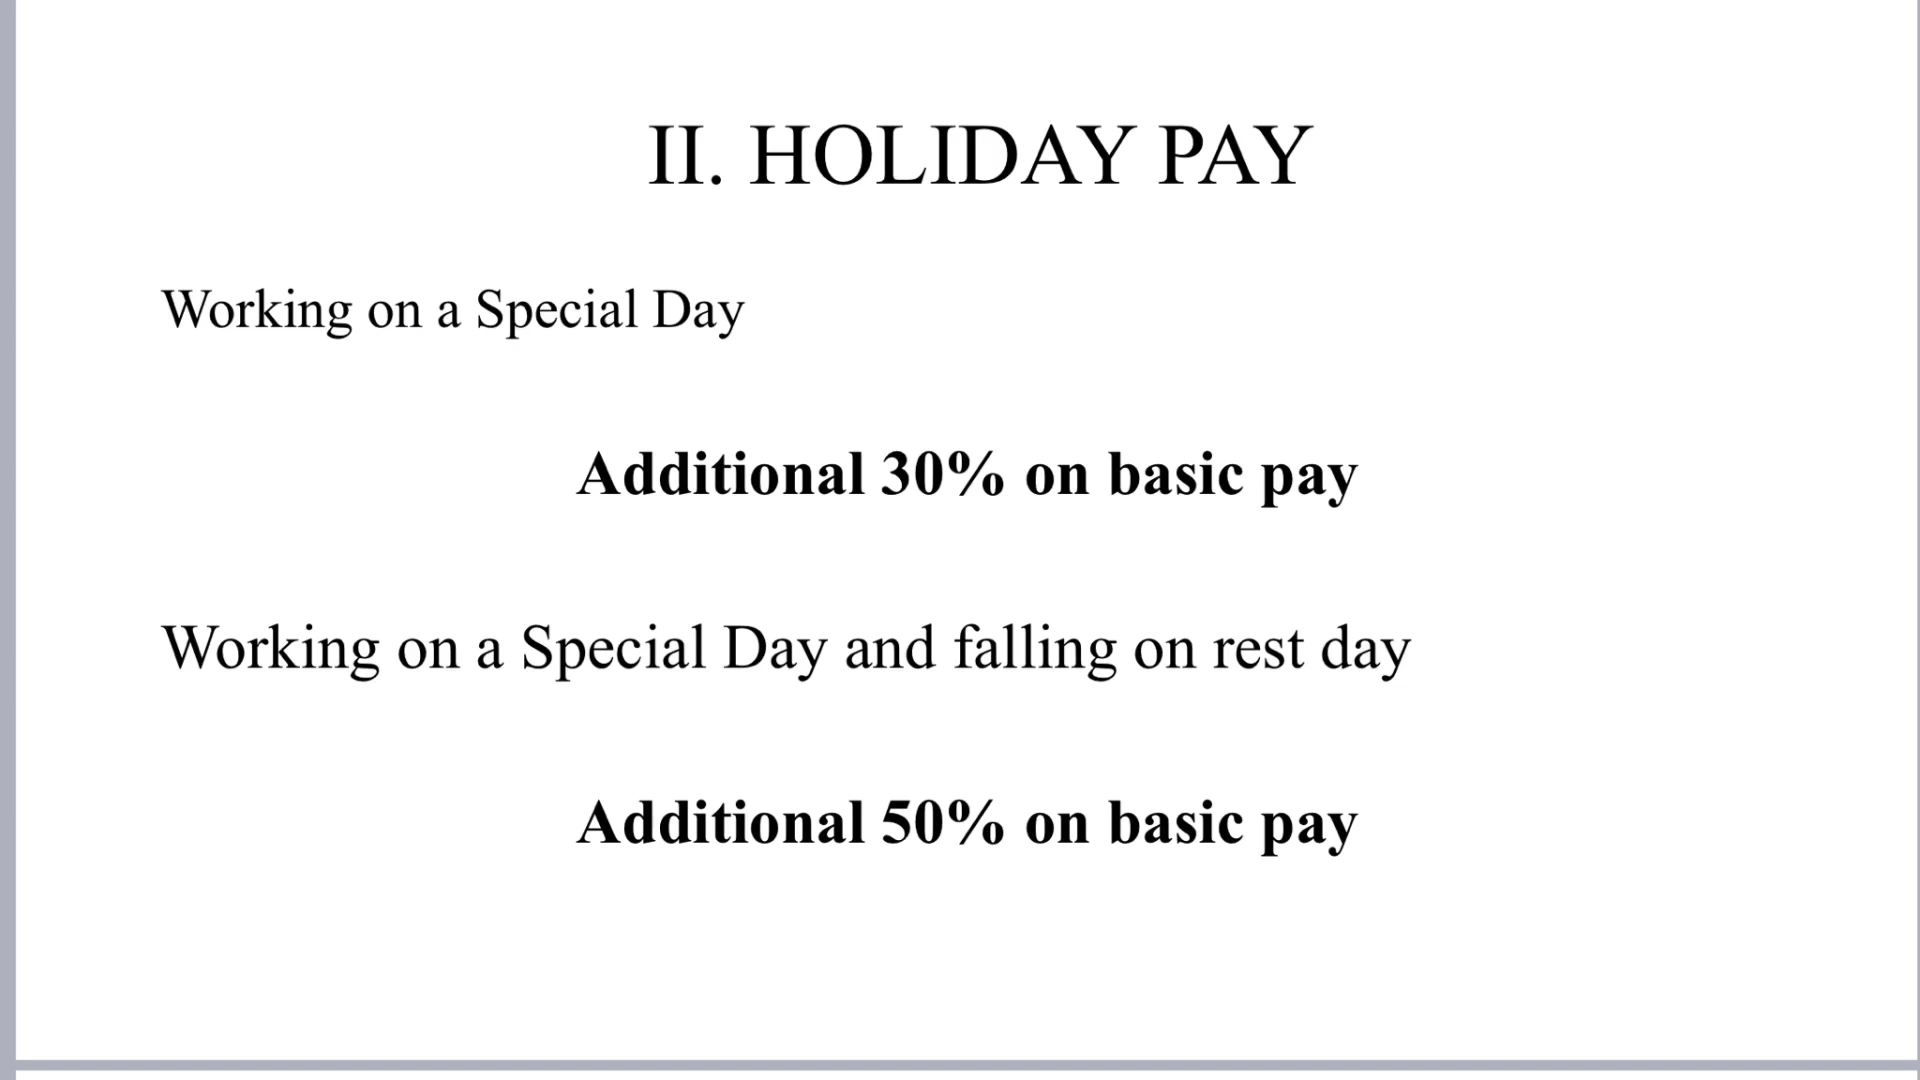 II. HOLIDAY PAY
Working on a Special Day
Additional 30% on basic pay
Working on a Special Day and falling on rest day
Additional 50% on basic pay